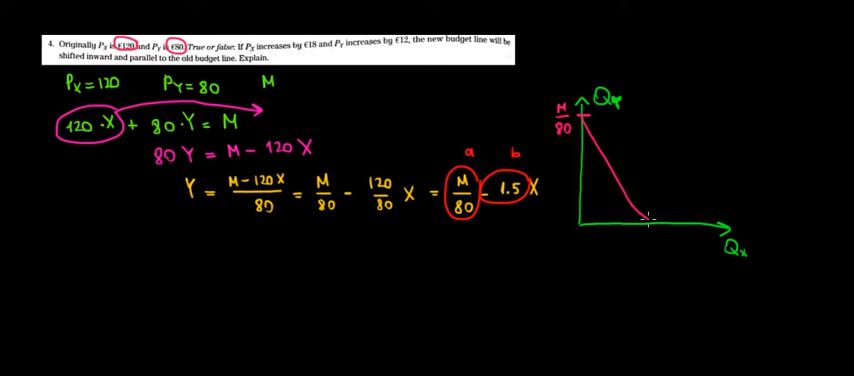 4. Originally Px is €120 and Py is €80. True or false: If Px increases by €18 and Py increases by €12, the new budget line will be
shifted inward and parallel to the old budget line. Explain.
Px = 120 Py = 80 M
120 · X + 80 · Y = M
80 Y = M - 120 X
a b
Y = M - 120 X / 80 = M / 80 - 120 / 80 X = M / 80 - 1.5 X
Qy
M / 80
Qx